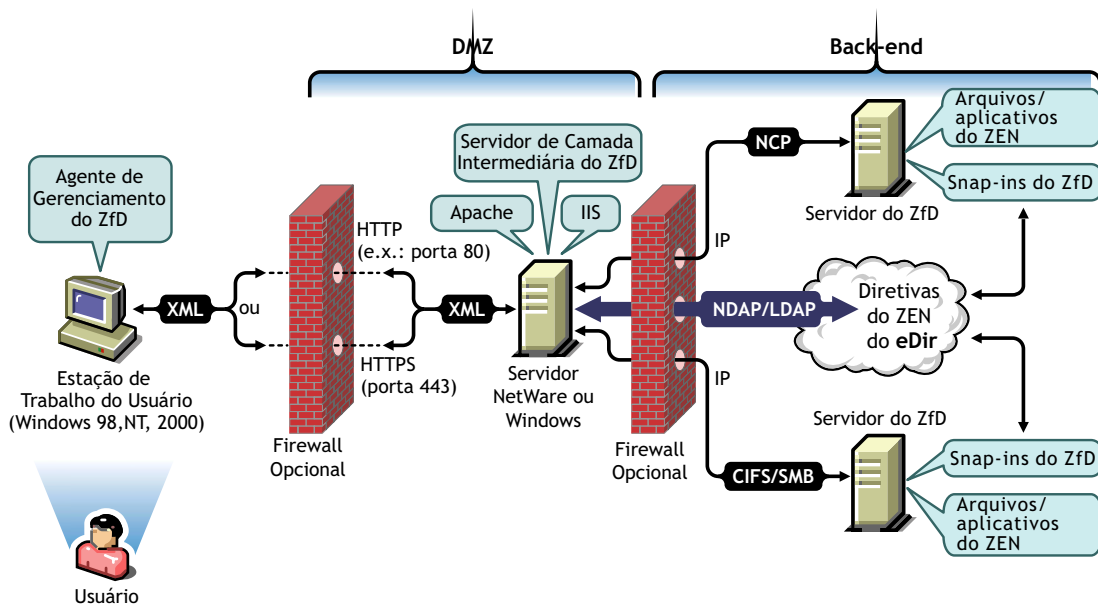 DMZ
Back-end
Agente de
Gerenciamento
do ZfD
Servidor de Camada
Intermediária do ZfD
Apache
IIS
Arquivos/
aplicativos
do ZEN
Snap-ins do ZfD
NCP
Servidor do ZfD
HTTP
(e.x.: porta 80)
IP
XML
ou
XML
NDAP/LDAP
Diretivas
do ZEN
do eDir
HTTPS
(porta 443)
IP
Estação de
Trabalho do Usuário
(Windows 98,NT, 2000)
Servidor
NetWare ou
Windows
Firewall
Opcional
Firewall
Opcional
Servidor do ZfD
CIFS/SMB
Snap-ins do ZfD
Arquivos/
aplicativos
do ZEN
Usuário